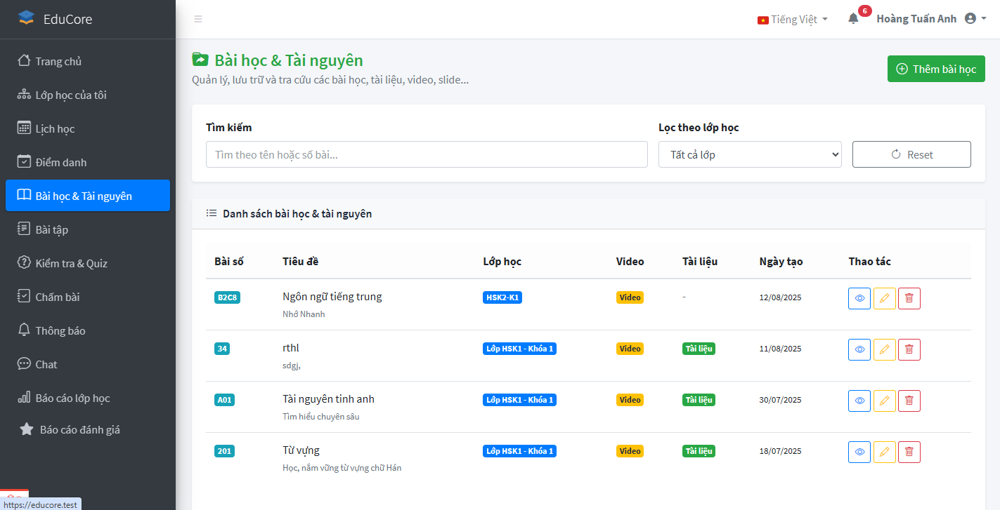 EduCore
Tiếng Việt
6
Hoàng Tuấn Anh
Trang chủ
Lớp học của tôi
Lịch học
Điểm danh
Bài học & Tài nguyên
Bài tập
Kiểm tra & Quiz
Chấm bài
Thông báo
Chat
Báo cáo lớp học
Báo cáo đánh giá
https://educore.test
Bài học & Tài nguyên
Quản lý, lưu trữ và tra cứu các bài học, tài liệu, video, slide...
Thêm bài học
Tìm kiếm
Lọc theo lớp học
Tìm theo tên hoặc số bài...
Tất cả lớp
Reset
Danh sách bài học & tài nguyên
Bài số Tiêu đề Lớp học Video Tài liệu Ngày tạo Thao tác
B2C8 Ngôn ngữ tiếng trung HSK2-K1 Video - 12/08/2025
Nhớ Nhanh
34 rthl Lớp HSK1 - Khóa 1 Video Tài liệu 11/08/2025
sdgj,
A01 Tài nguyên tinh anh Lớp HSK1 - Khóa 1 Video Tài liệu 30/07/2025
Tìm hiểu chuyên sâu
201 Từ vựng Lớp HSK1 - Khóa 1 Video Tài liệu 18/07/2025
Học, nắm vững từ vựng chữ Hán